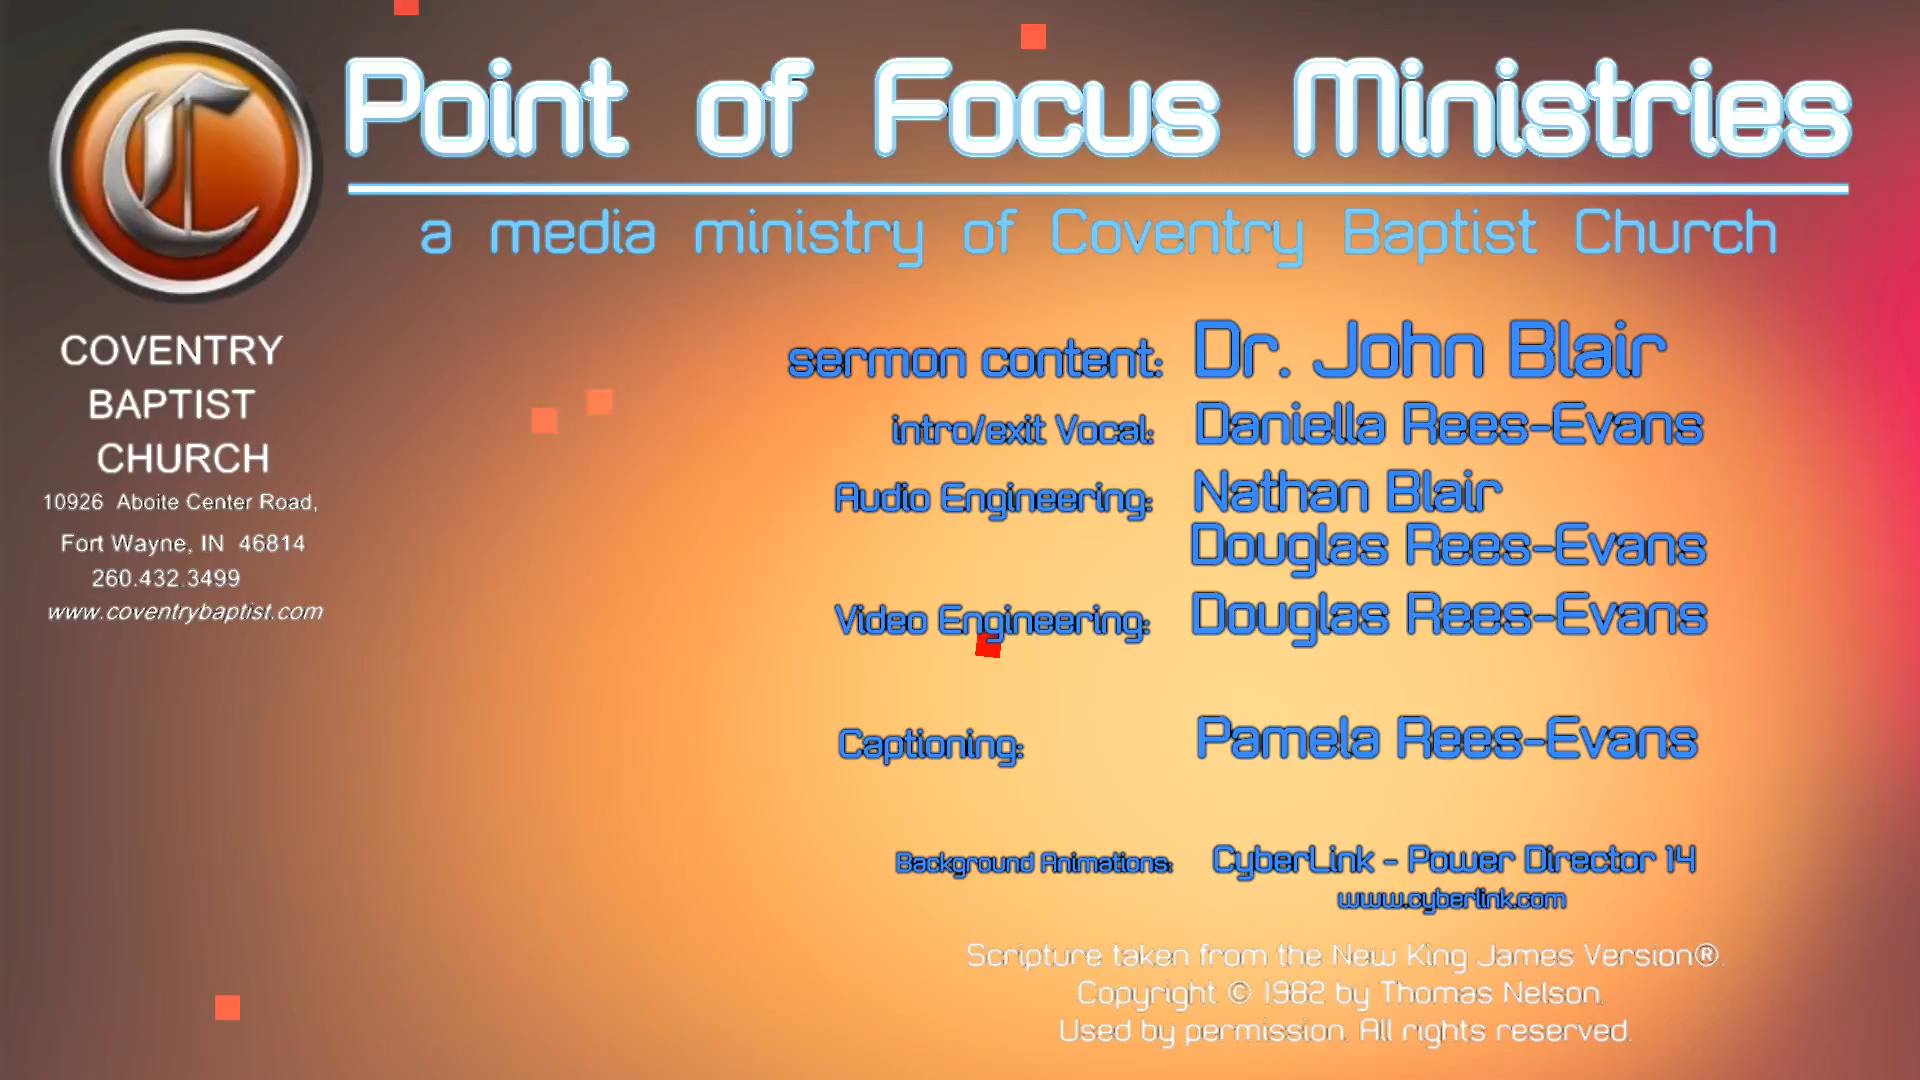 Point of Focus Ministries
a media ministry of Coventry Baptist Church
C
COVENTRY
BAPTIST
CHURCH
10926 Aboite Center Road,
Fort Wayne, IN 46814
260.432.3499
www.coventrybaptist.com
sermon content: Dr. John Blair
intro/exit Vocal: Daniella Rees-Evans
Audio Engineering: Nathan Blair
Douglas Rees-Evans
Video Engineering: Douglas Rees-Evans
Captioning: Pamela Rees-Evans
Background Animations: CyberLink - Power Director 14
www.cyberlink.com
Scripture taken from the New King James Version®.
Copyright © 1982 by Thomas Nelson.
Used by permission. All rights reserved.